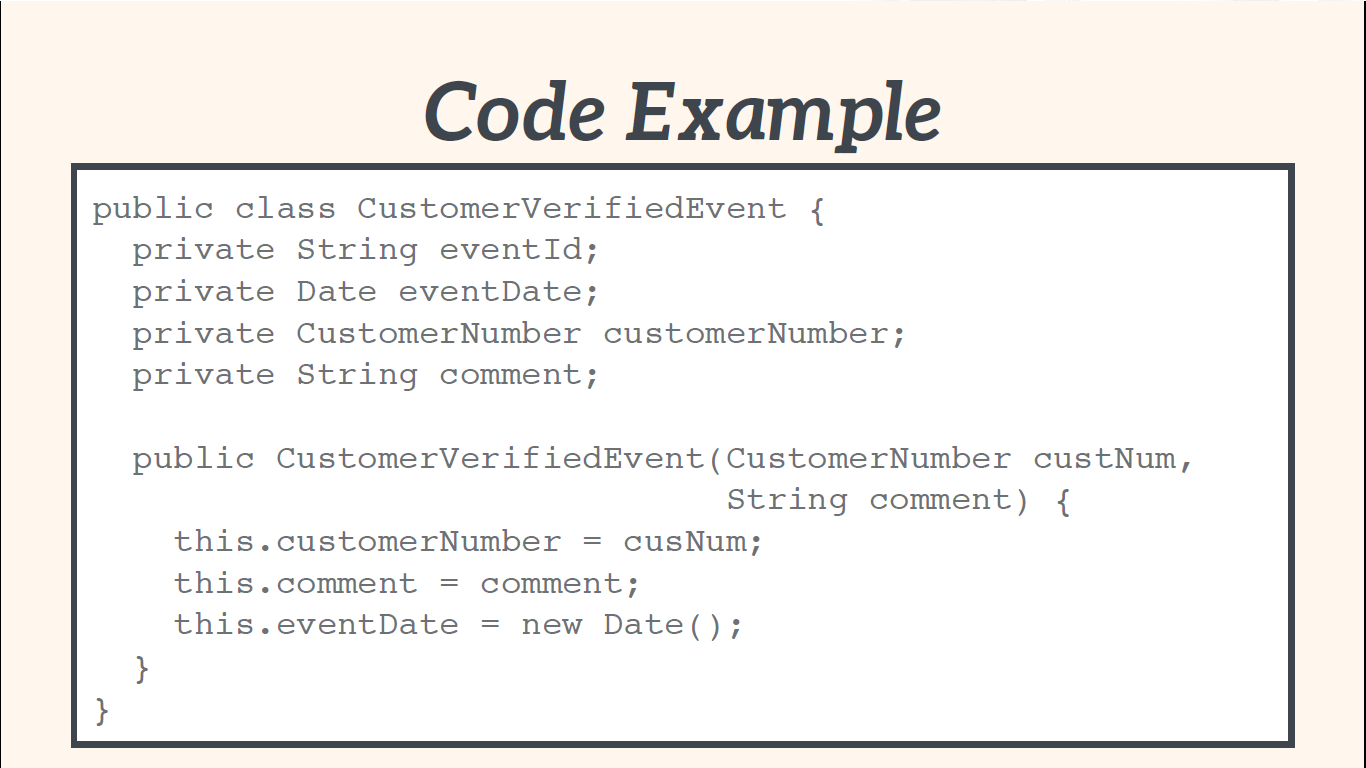 Code Example
public class CustomerVerifiedEvent {
  private String eventId;
  private Date eventDate;
  private CustomerNumber customerNumber;
  private String comment;

  public CustomerVerifiedEvent(CustomerNumber custNum,
                               String comment) {
    this.customerNumber = cusNum;
    this.comment = comment;
    this.eventDate = new Date();
  }
}